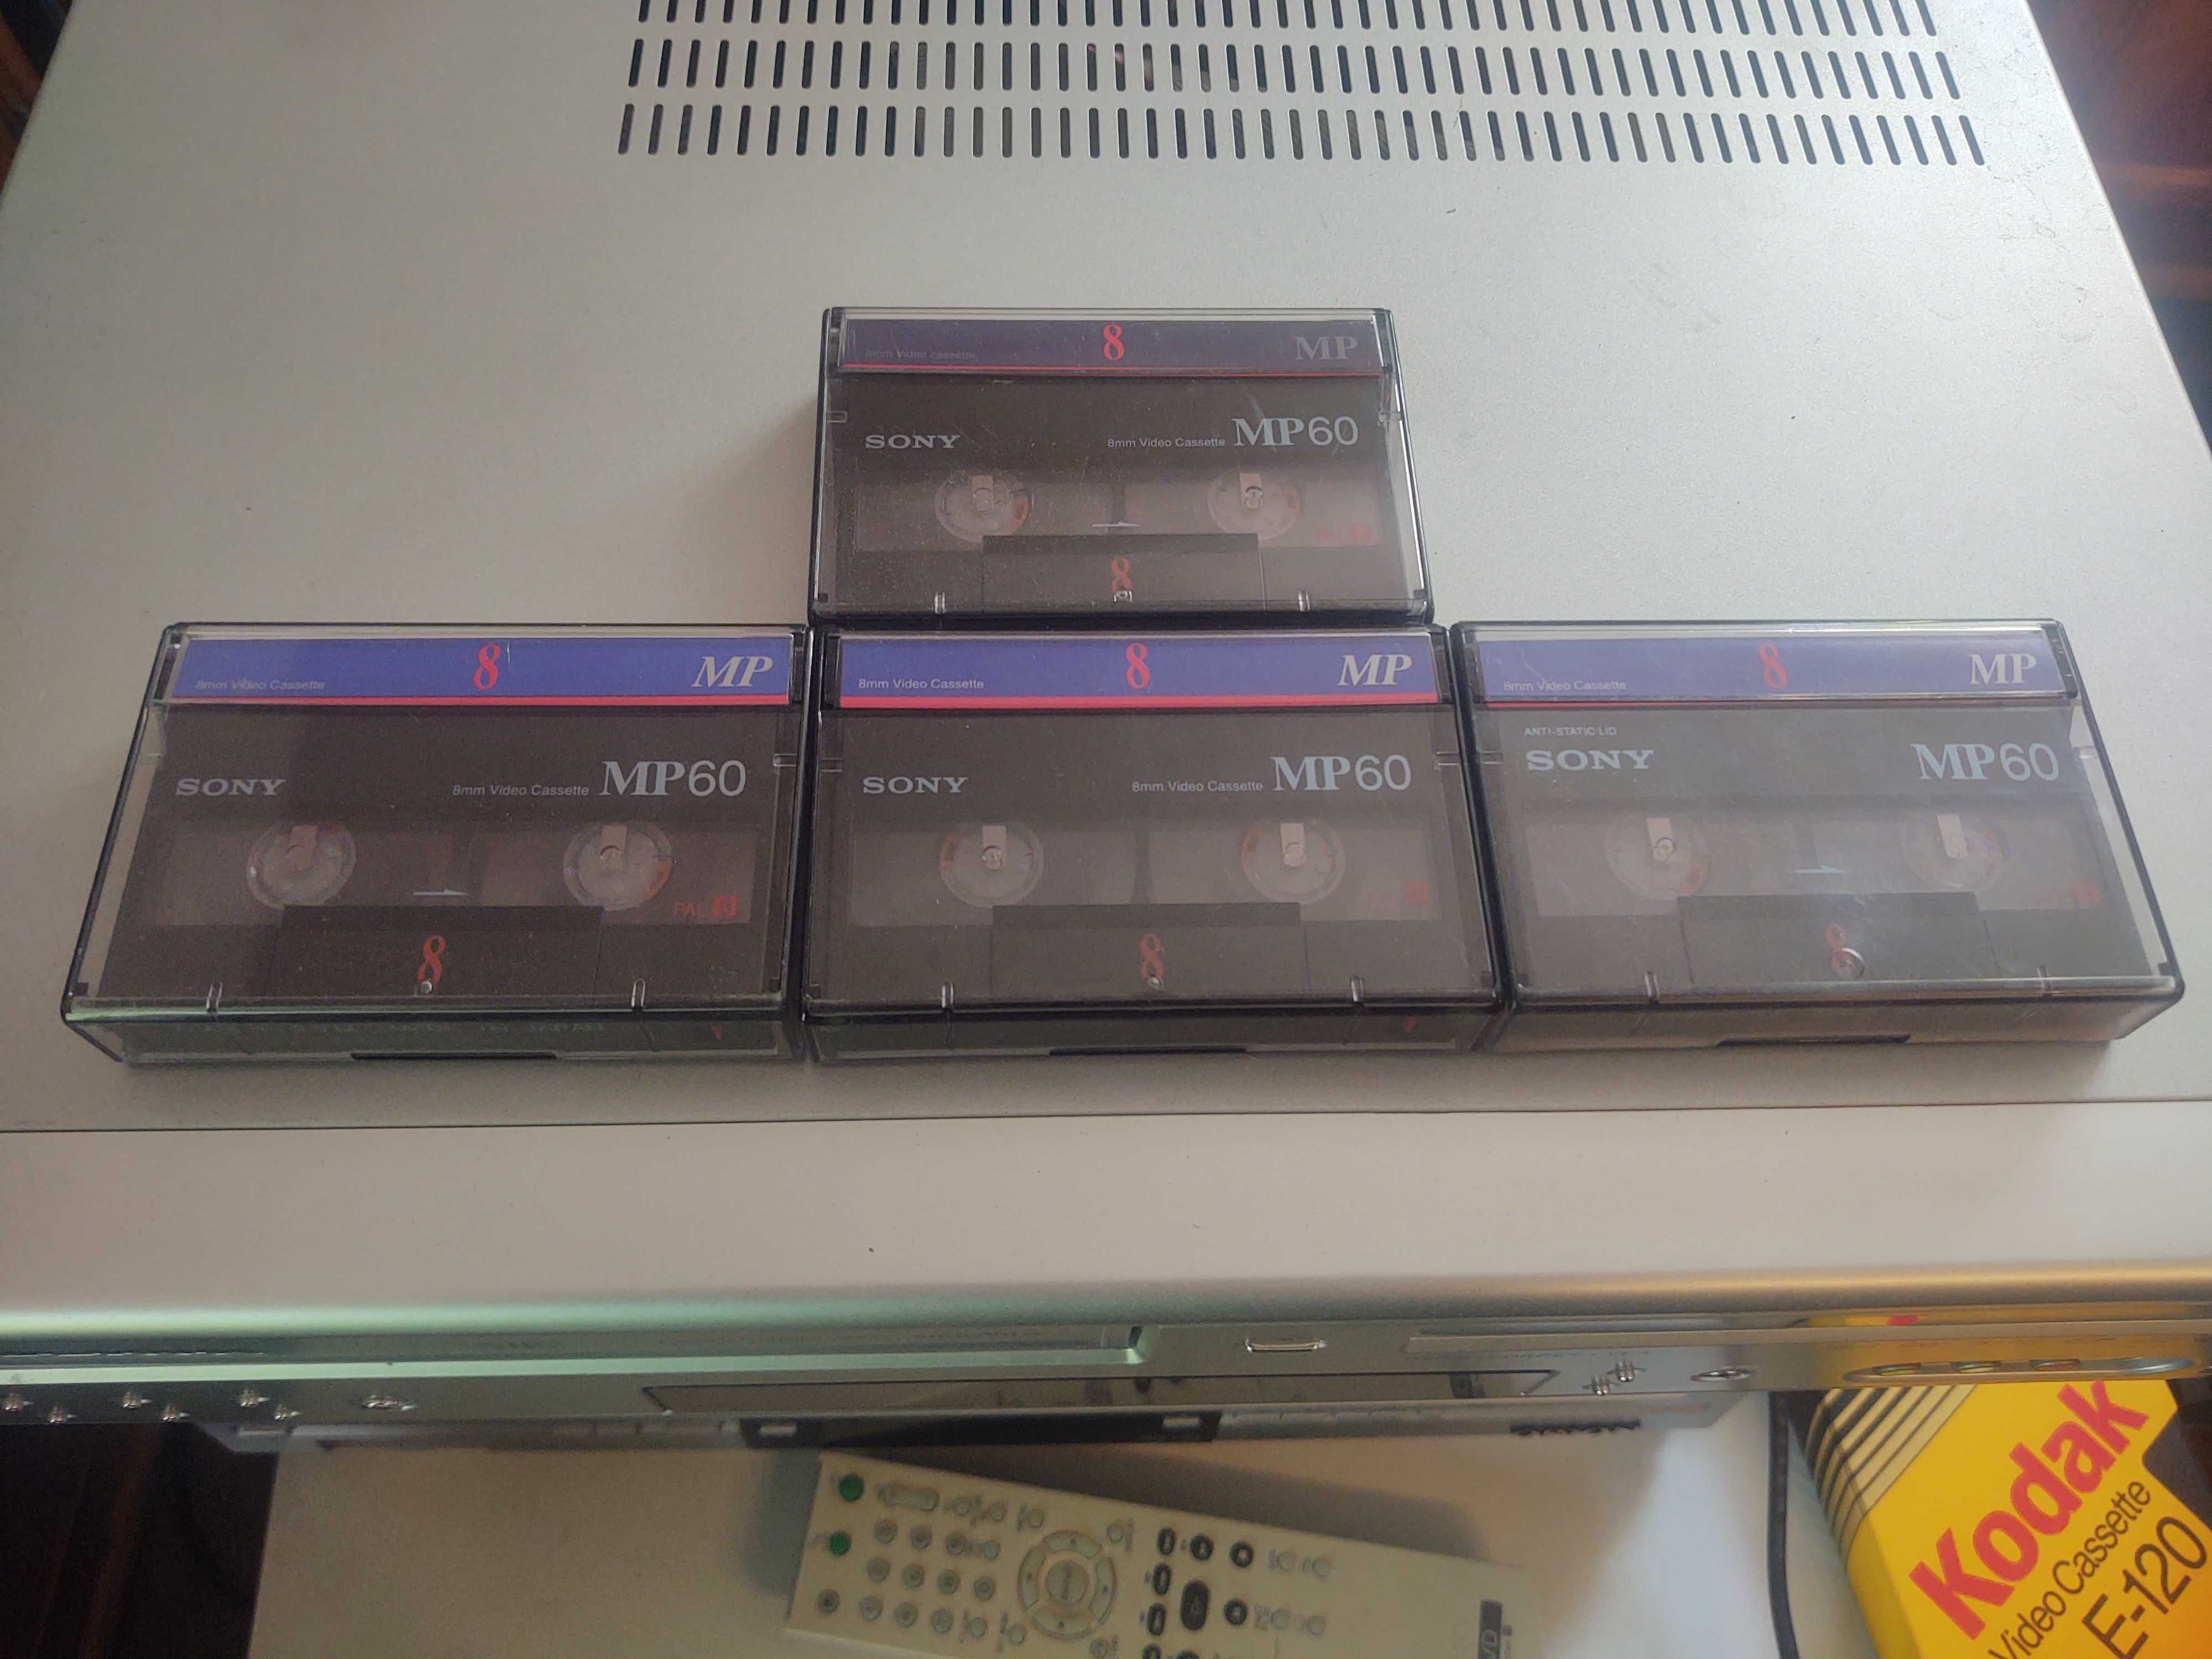 8mm Video cassette 8 MP
SONY 8mm Video Cassette MP60
8
8mm Video Cassette 8 MP
SONY 8mm Video Cassette MP60
PAL
8
8mm Video Cassette 8 MP
SONY 8mm Video Cassette MP60
8
8mm Video Cassette 8 MP
ANTI-STATIC LID
SONY MP60
8
Kodak
VideoCassette
E-120